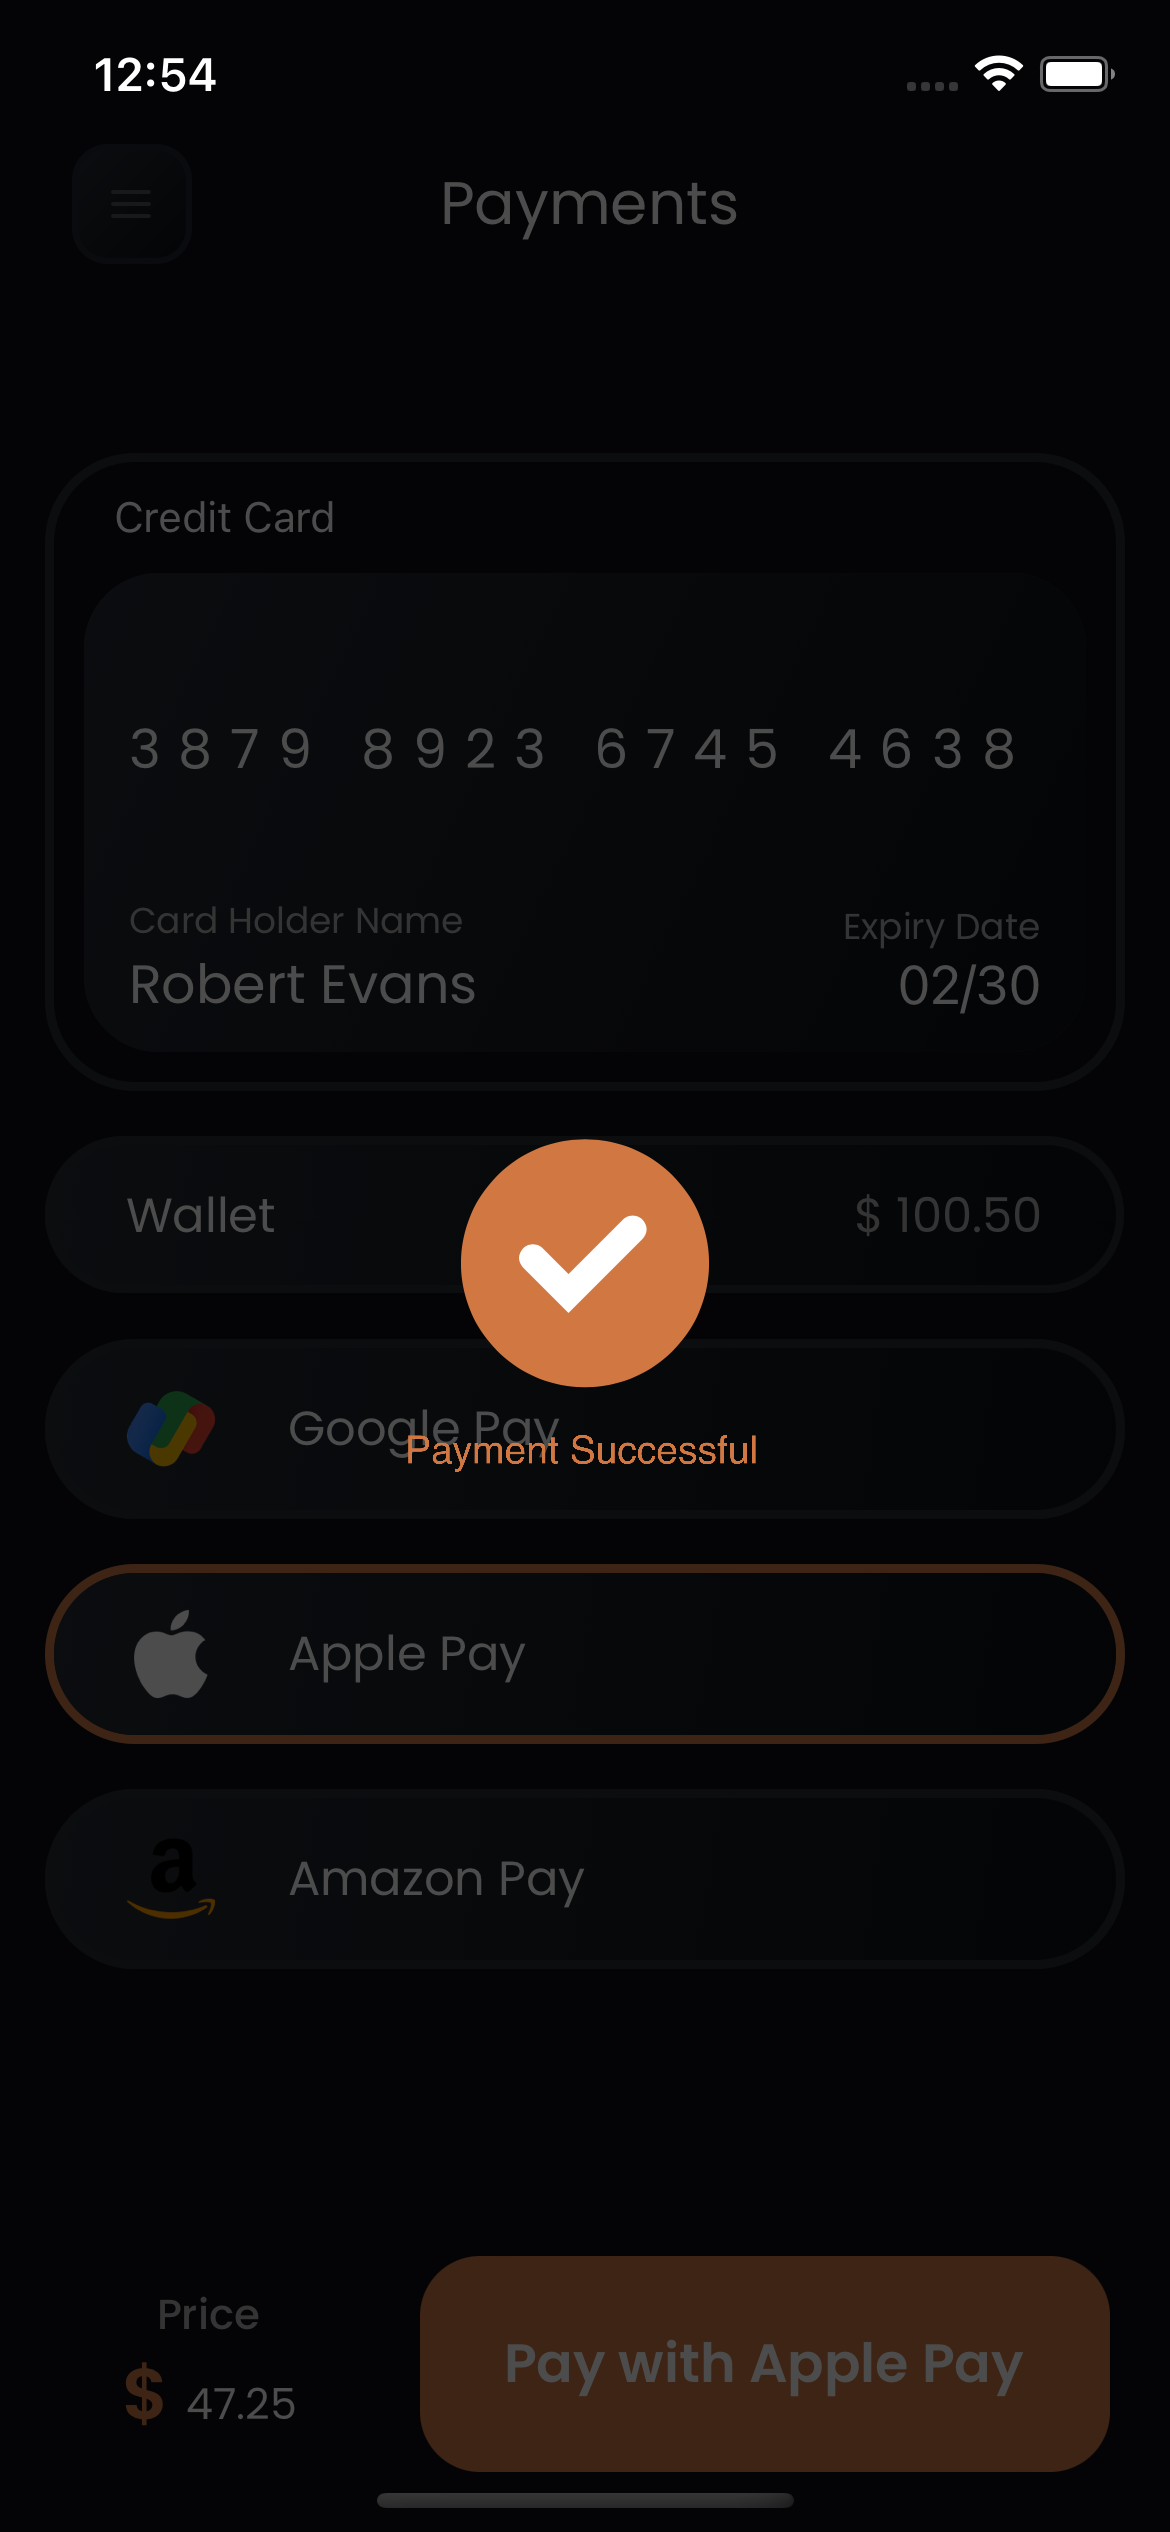 12:54
Payments
Credit Card
3879 8923 6745 4638
Card Holder Name
Expiry Date
Robert Evans
02/30
Wallet
$ 100.50
Google Pay
Payment Successful
Apple Pay
a
Amazon Pay
Price
$ 47.25
Pay with Apple Pay